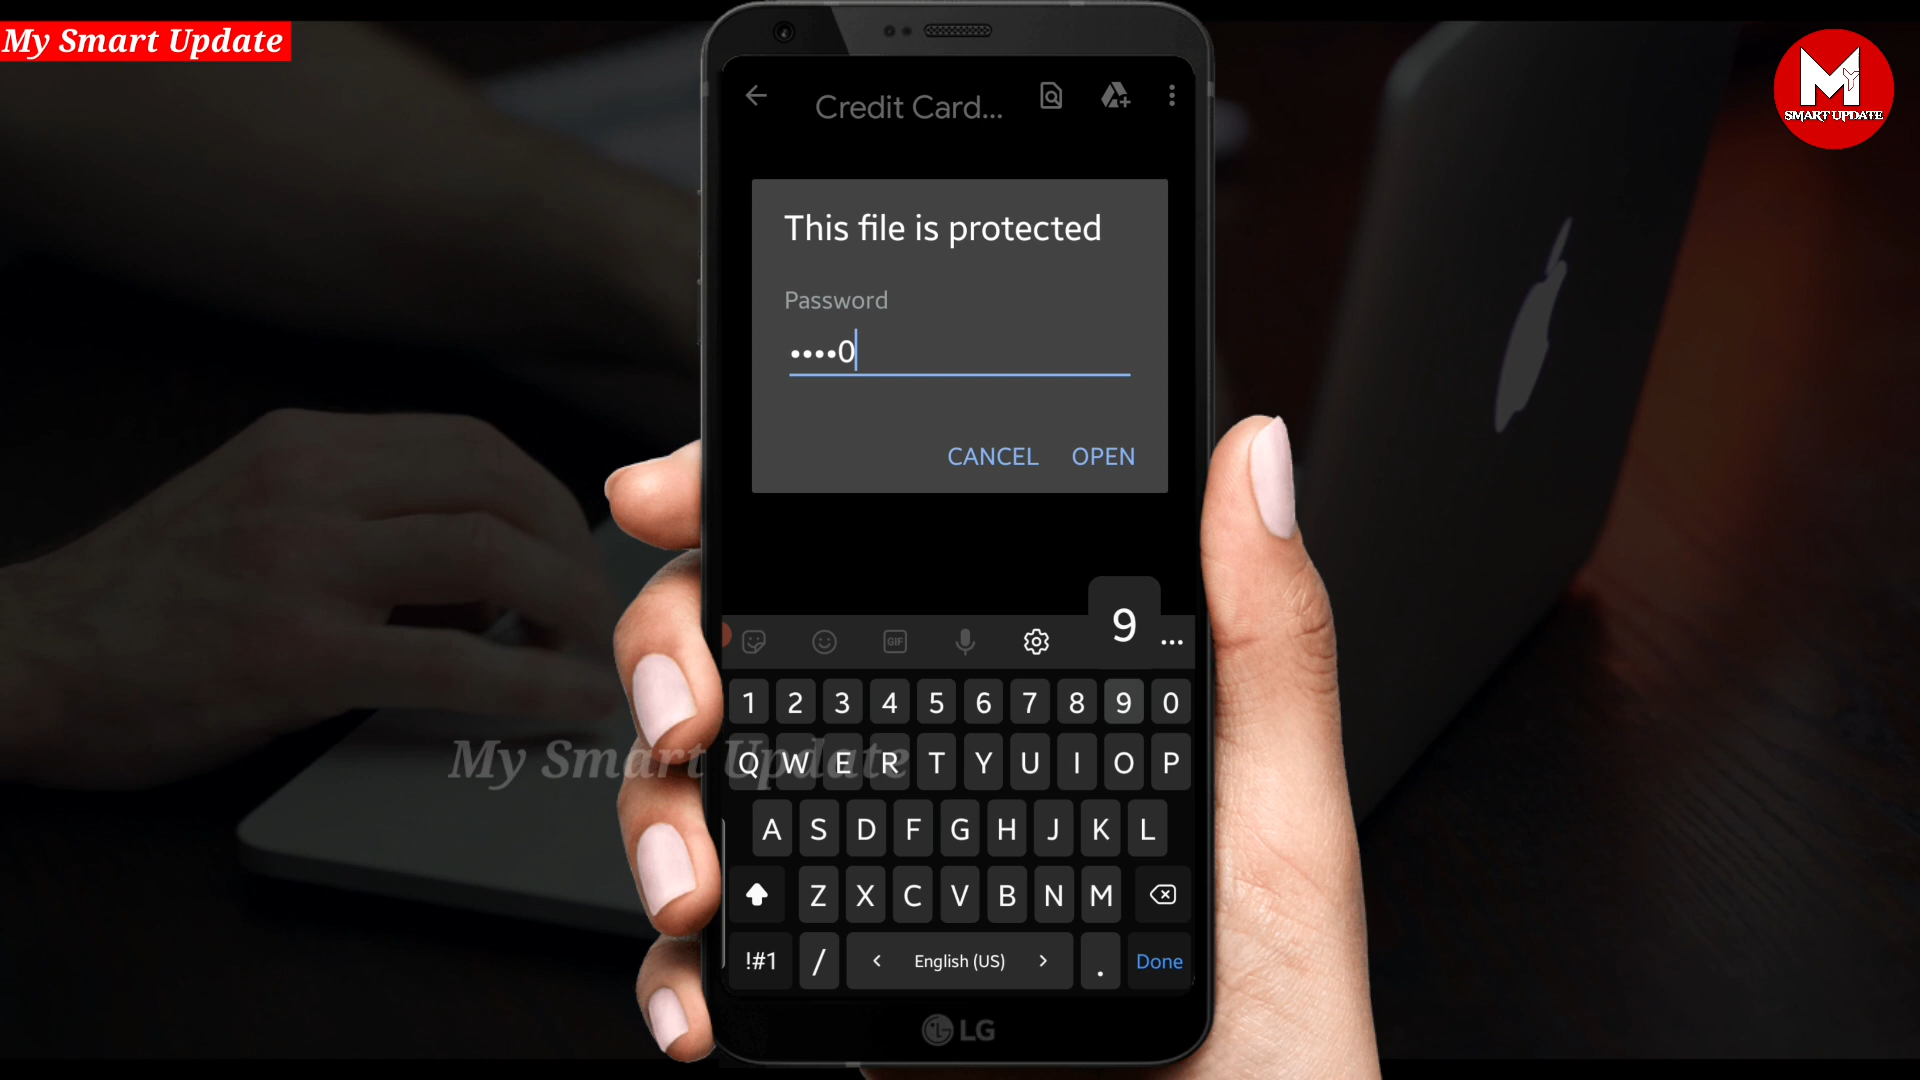 My Smart Update
M
Y
SMART UPDATE
Credit Card...
This file is protected
Password
••••0
CANCEL OPEN
9
GIF
1 2 3 4 5 6 7 8 9 0
Q W E R T Y U I O P
My Smart Update
A S D F G H J K L
Z X C V B N M
!#1 / < English (US) > . Done
LG